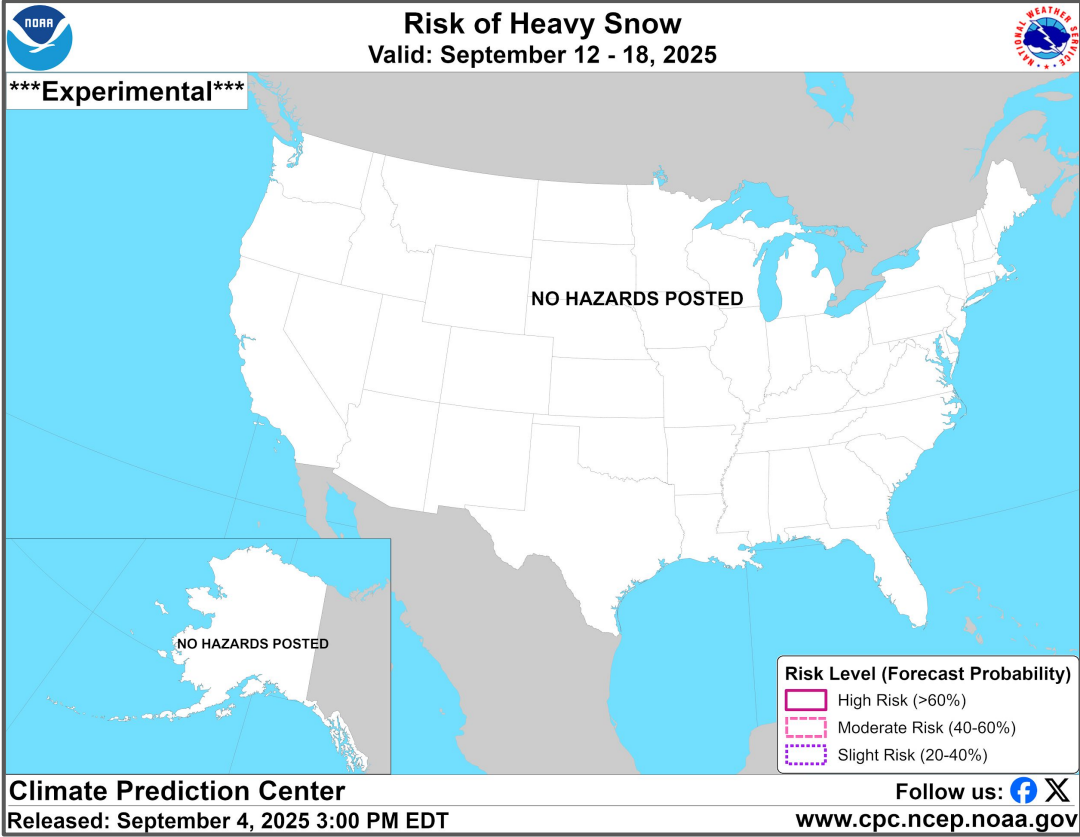 NOAA
Risk of Heavy Snow
Valid: September 12 - 18, 2025
NATIONAL WEATHER SERVICE
***Experimental***
NO HAZARDS POSTED
NO HAZARDS POSTED
Risk Level (Forecast Probability)
High Risk (>60%)
Moderate Risk (40-60%)
Slight Risk (20-40%)
Climate Prediction Center
Follow us:
Released: September 4, 2025 3:00 PM EDT
www.cpc.ncep.noaa.gov